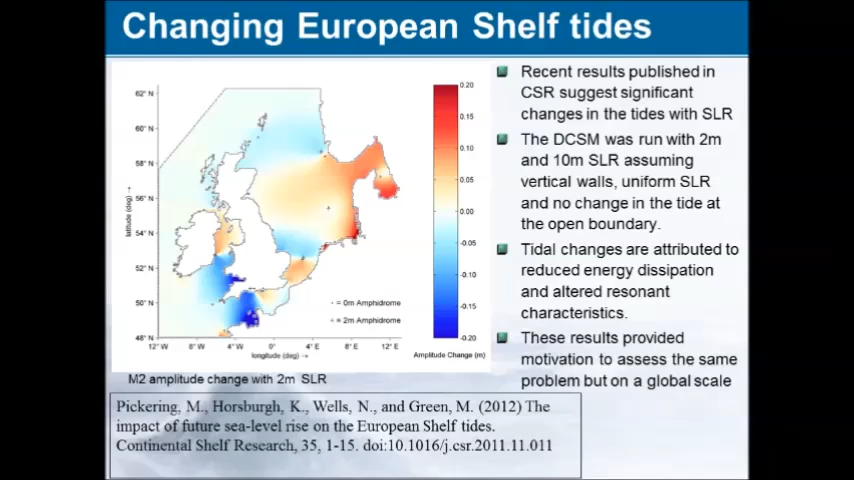 Changing European Shelf tides
62° N
60° N
58° N
56° N
54° N
52° N
50° N
48° N
latitude (deg) →
12° W
8° W
4° W
0°
4° E
8° E
12° E
longitude (deg) →
• = 0m Amphidrome
+ = 2m Amphidrome
0.20
0.15
0.10
0.05
0.00
-0.05
-0.10
-0.15
-0.20
Amplitude Change (m)
M2 amplitude change with 2m SLR
Recent results published in
CSR suggest significant
changes in the tides with SLR
The DCSM was run with 2m
and 10m SLR assuming
vertical walls, uniform SLR
and no change in the tide at
the open boundary.
Tidal changes are attributed to
reduced energy dissipation
and altered resonant
characteristics.
These results provided
motivation to assess the same
problem but on a global scale
Pickering, M., Horsburgh, K., Wells, N., and Green, M. (2012) The
impact of future sea-level rise on the European Shelf tides.
Continental Shelf Research, 35, 1-15. doi:10.1016/j.csr.2011.11.011